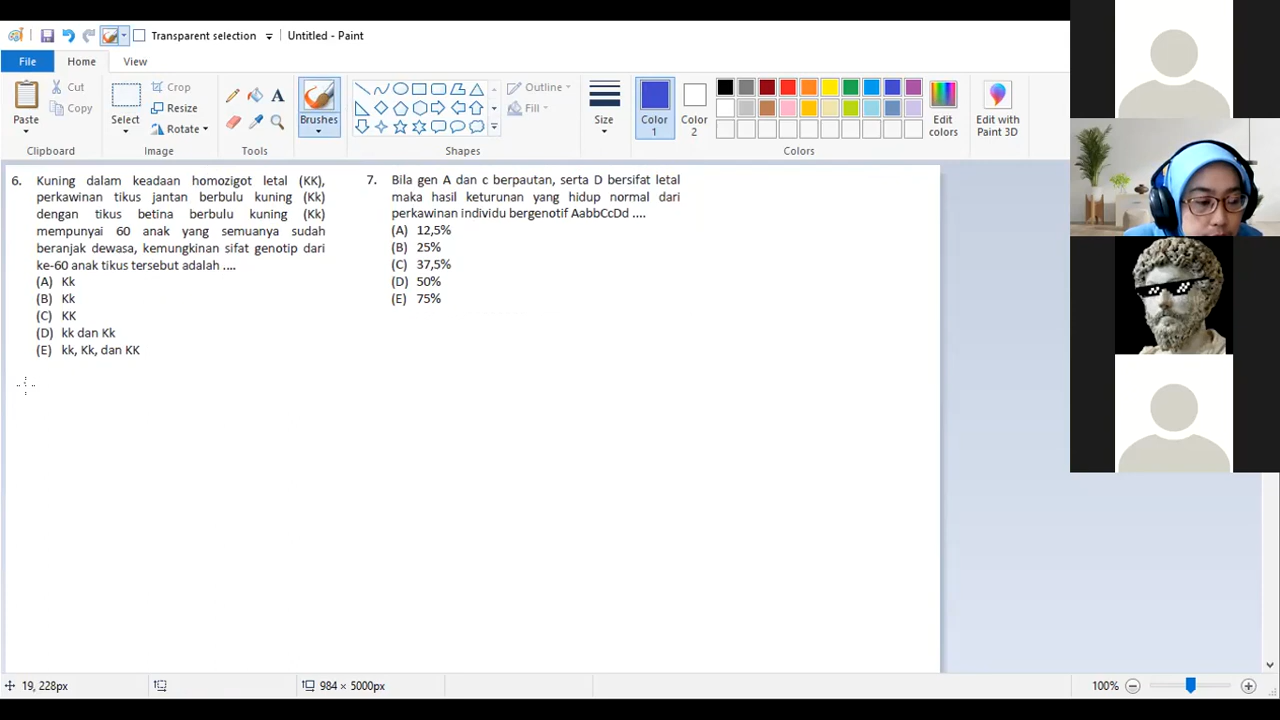 Transparent selection
Untitled - Paint
File
Home
View
Paste
Cut
Copy
Clipboard
Select
Crop
Resize
Rotate
Image
Tools
Brushes
Shapes
Outline
Fill
Size
Color 1
Color 2
Colors
Edit colors
Edit with Paint 3D
6. Kuning dalam keadaan homozigot letal (KK),
perkawinan tikus jantan berbulu kuning (Kk)
dengan tikus betina berbulu kuning (Kk)
mempunyai 60 anak yang semuanya sudah
beranjak dewasa, kemungkinan sifat genotip dari
ke-60 anak tikus tersebut adalah ....
(A) Kk
(B) Kk
(C) KK
(D) kk dan Kk
(E) kk, Kk, dan KK
7. Bila gen A dan c berpautan, serta D bersifat letal
maka hasil keturunan yang hidup normal dari
perkawinan individu bergenotif AabbCcDd ....
(A) 12,5%
(B) 25%
(C) 37,5%
(D) 50%
(E) 75%
19, 228px
984 × 5000px
100%